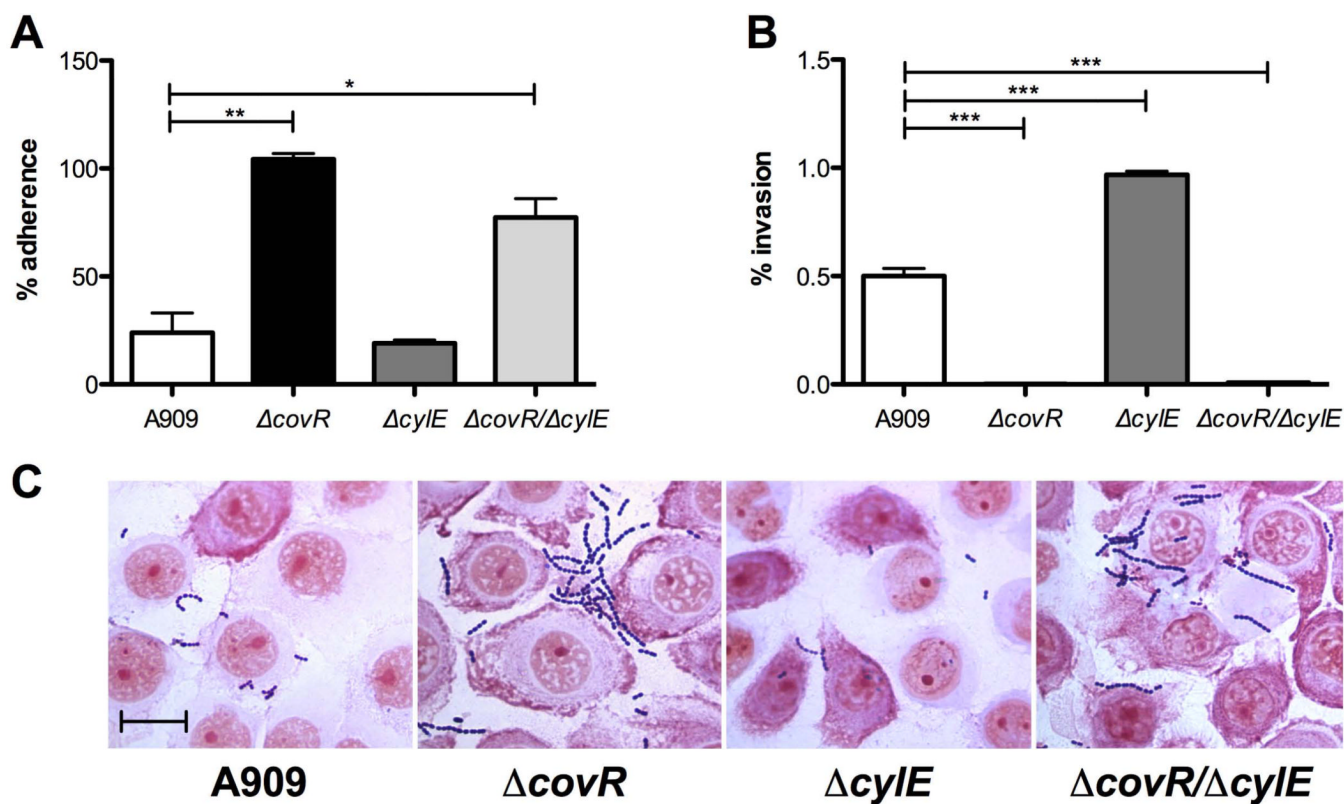 A
150
100
50
0
% adherence
*
**
A909 ΔcovR ΔcylE ΔcovR/ΔcylE
B
1.5
1.0
0.5
0.0
% invasion
***
***
***
A909 ΔcovR ΔcylE ΔcovR/ΔcylE
C
A909 ΔcovR ΔcylE ΔcovR/ΔcylE